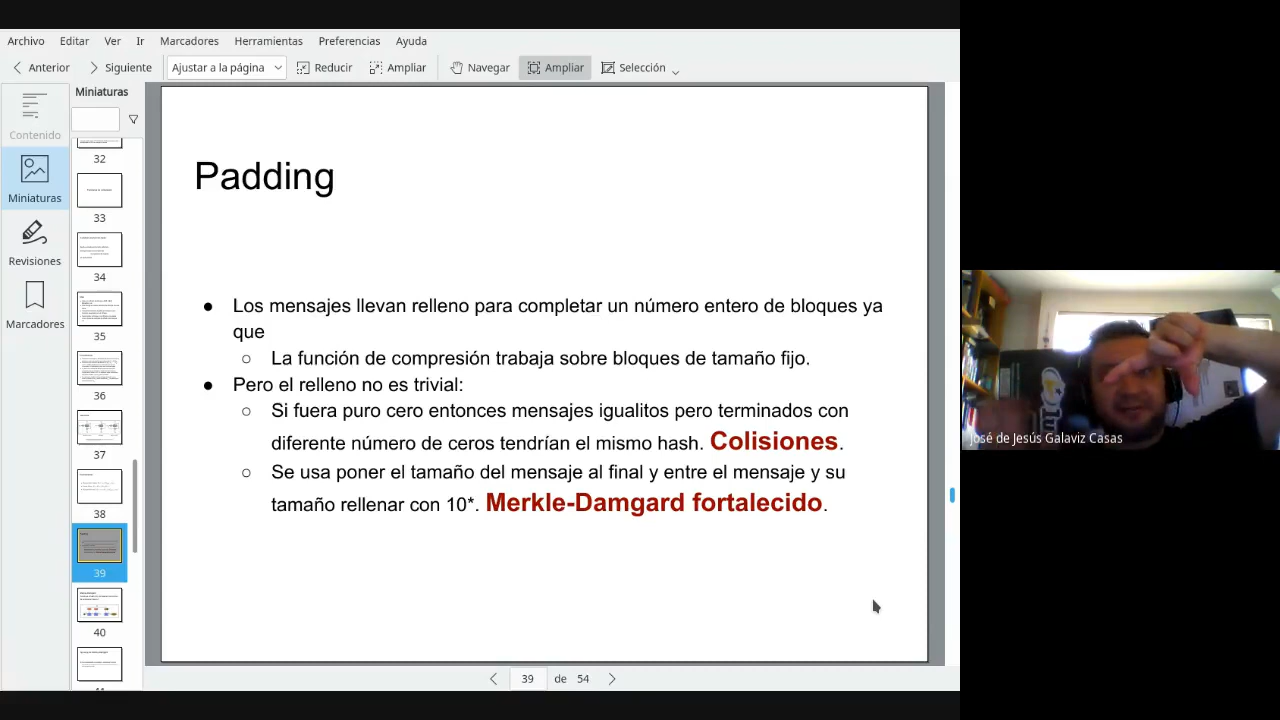 Archivo Editar Ver Ir Marcadores Herramientas Preferencias Ayuda
Anterior Siguiente Ajustar a la página Reducir Ampliar Navegar Ampliar Selección
Contenido
Miniaturas
Revisiones
Marcadores
Miniaturas
32
33
34
35
36
37
38
39
40
Padding
● Los mensajes llevan relleno para completar un número entero de bloques ya
que
○ La función de compresión trabaja sobre bloques de tamaño fijo.
● Pero el relleno no es trivial:
○ Si fuera puro cero entonces mensajes igualitos pero terminados con
diferente número de ceros tendrían el mismo hash. Colisiones.
○ Se usa poner el tamaño del mensaje al final y entre el mensaje y su
tamaño rellenar con 10*. Merkle-Damgard fortalecido.
39 de 54
José de Jesús Galaviz Casas